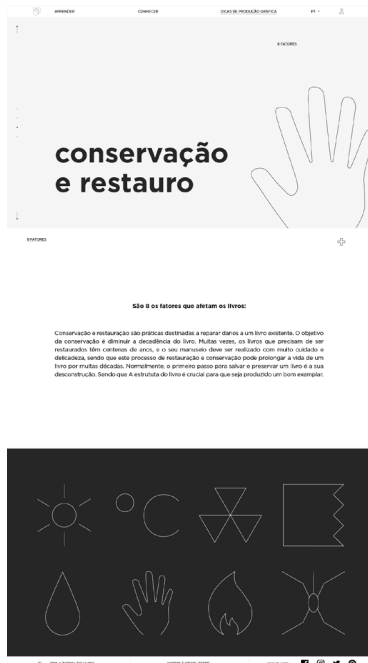 APRENDER
CONHECER
DICAS DE PRODUÇÃO GRÁFICA
PT
8 FATORES
conservação
e restauro
8 FATORES
São 8 os fatores que afetam os livros:
Conservação e restauração são práticas destinadas a reparar danos a um livro existente. O objetivo
da conservação é diminuir a decadência do livro. Muitas vezes, os livros que precisam de ser
restaurados têm centenas de anos, e o seu manuseio deve ser realizado com muito cuidado e
delicadeza, sendo que este processo de restauração e conservação pode prolongar a vida de um
livro por muitas décadas. Normalmente, o primeiro passo para salvar e preservar um livro é a sua
desconstrução. Sendo que A estrututa do livro é crucial para que seja produzido um bom exemplar.
°C